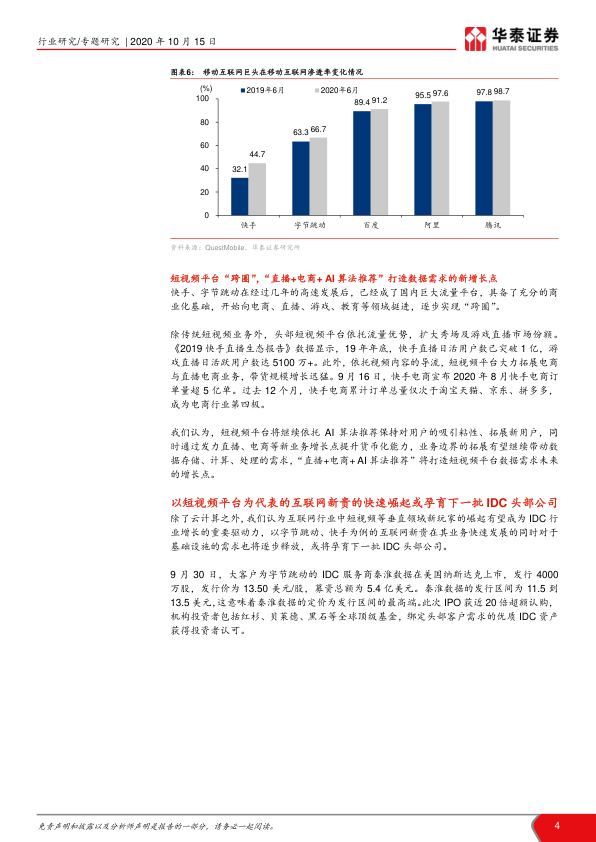 行业研究/专题研究 | 2020 年 10 月 15 日
华泰证券
HUATAI SECURITIES
图表6： 移动互联网巨头在移动互联网渗透率变化情况
(%)
2019年6月
2020年6月
100
80
60
40
20
0
32.1
44.7
63.3
66.7
89.4
91.2
95.5
97.6
97.8
98.7
快手
字节跳动
百度
阿里
腾讯
资料来源：QuestMobile、华泰证券研究所
短视频平台“跨圈”，“直播+电商+ AI 算法推荐”打造数据需求的新增长点
快手、字节跳动在经过几年的高速发展后，已经成了国内巨大流量平台，具备了充分的商
业化基础，开始向电商、直播、游戏、教育等领域挺进，逐步实现“跨圈”。
除传统短视频业务外，头部短视频平台依托流量优势，扩大秀场及游戏直播市场份额。
《2019 快手直播生态报告》数据显示，19 年年底，快手直播日活用户数已突破 1 亿，游
戏直播日活跃用户数达 5100 万+。此外，依托视频内容的导流，短视频平台大力拓展电商
与直播电商业务，带货规模增长迅猛。9 月 16 日，快手电商宣布 2020 年 8 月快手电商订
单量超 5 亿单。过去 12 个月，快手电商累计订单总量仅次于淘宝天猫、京东、拼多多，
成为电商行业第四极。
我们认为，短视频平台将继续依托 AI 算法推荐保持对用户的吸引粘性、拓展新用户，同
时通过发力直播、电商等新业务增长点提升货币化能力，业务边界的拓展有望继续带动数
据存储、计算、处理的需求，“直播+电商+ AI 算法推荐”将打造短视频平台数据需求未来
的增长点。
以短视频平台为代表的互联网新贵的快速崛起或孕育下一批 IDC 头部公司
除了云计算之外，我们认为互联网行业中短视频等垂直领域新玩家的崛起有望成为 IDC 行
业增长的重要驱动力，以字节跳动、快手为例的互联网新贵在其业务快速发展的同时对于
基础设施的需求也将逐步释放，或将孕育下一批 IDC 头部公司。
9 月 30 日，大客户为字节跳动的 IDC 服务商秦淮数据在美国纳斯达克上市，发行 4000
万股，发行价为 13.50 美元/股，募资总额为 5.4 亿美元。秦淮数据的发行区间为 11.5 到
13.5 美元，这意味着秦淮数据的定价为发行区间的最高端。此次 IPO 获近 20 倍超额认购，
机构投资者包括红杉、贝莱德、黑石等全球顶级基金，绑定头部客户需求的优质 IDC 资产
获得投资者认可。
免责声明和披露以及分析师声明是报告的一部分，请务必一起阅读。
4